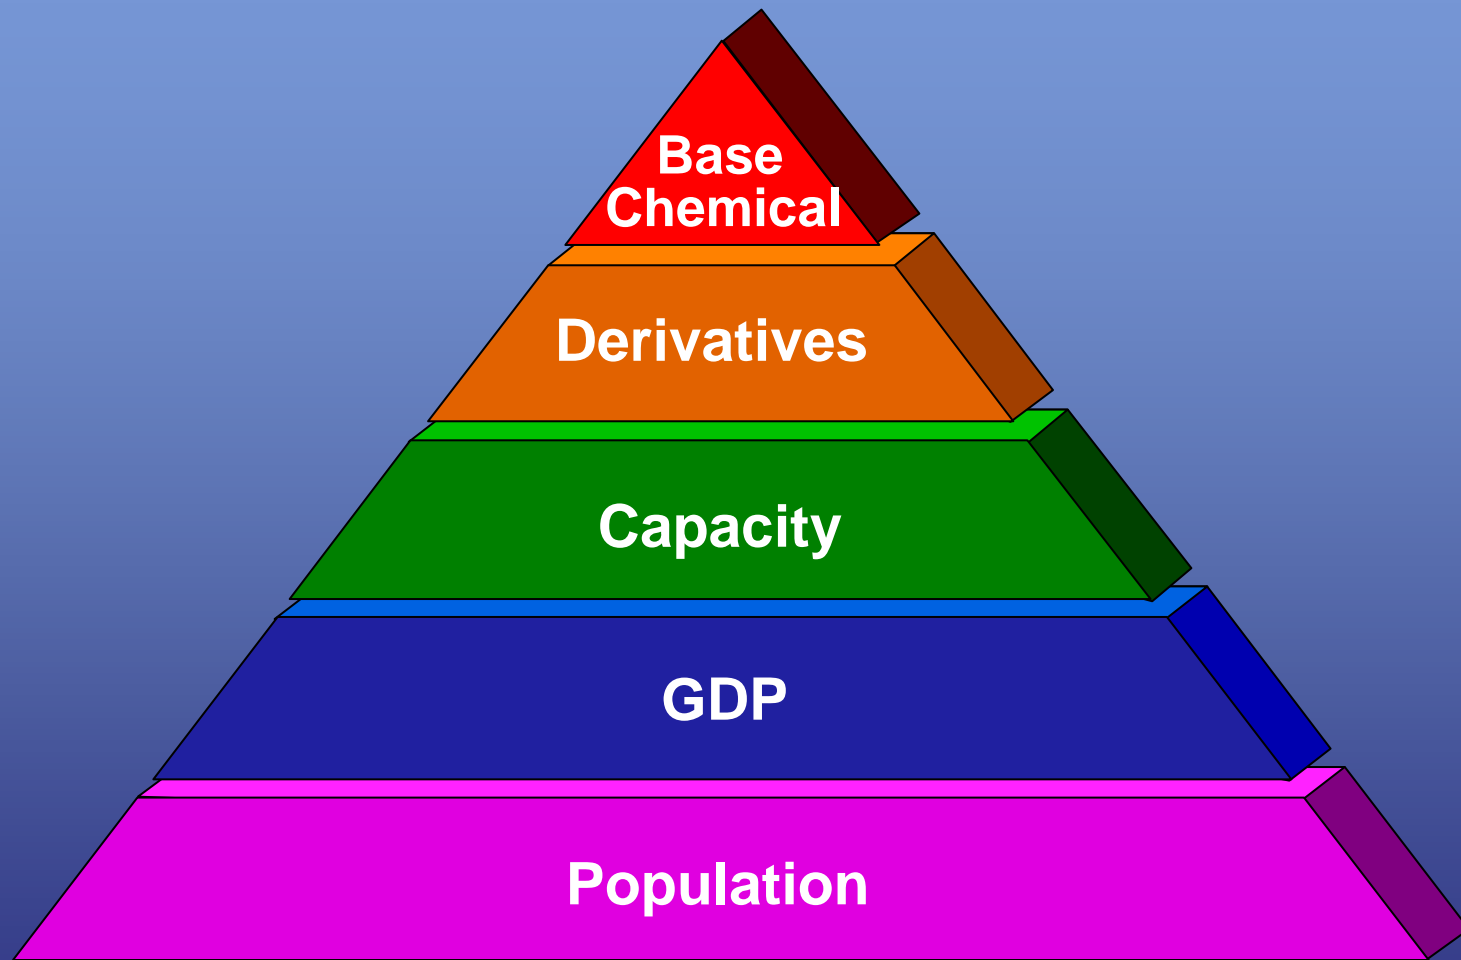 Base
Chemical
Derivatives
Capacity
GDP
Population